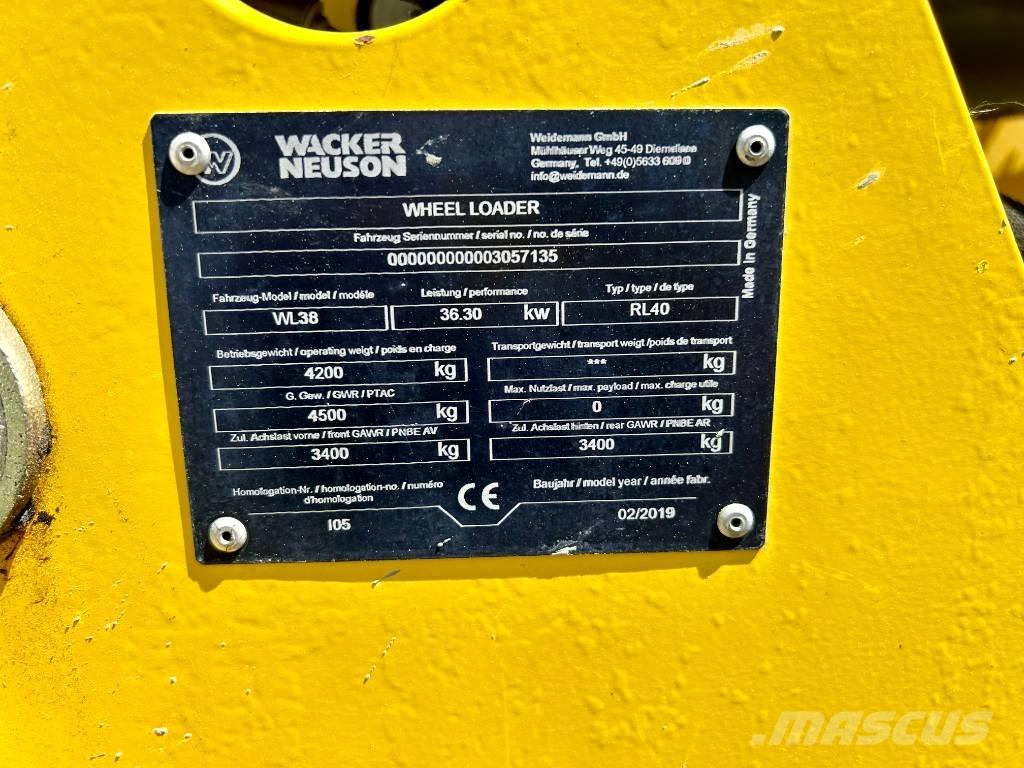 W
WACKER
NEUSON
Weidemann GmbH
Mühlhäuser Weg 45-49 Diemelsee
Germany, Tel. +49(0)5633 609 0
info@weidemann.de
WHEEL LOADER
Made in Germany
Fahrzeug Seriennummer / serial no. / no. de série
000000000003057135
Fahrzeug-Model / model / modéle
Leistung / performance
Typ / type / de type
WL38
36.30 kw
RL40
Betriebsgewicht / operating weigt / poids en charge
Transportgewicht / transport weigt /poids de transport
4200 kg
*** kg
G. Gew. / GWR / PTAC
Max. Nutzlast / max. payload / max. charge utile
4500 kg
0 kg
Zul. Achslast vorne / front GAWR / PNBE AV
Zul. Achslast hinten / rear GAWR / PNBE AR
3400 kg
3400 kg
Homologation-Nr. / homologation-no. / numéro
d'homologation
CE
Baujahr / model year / année fabr.
I05
02/2019
MASCUS